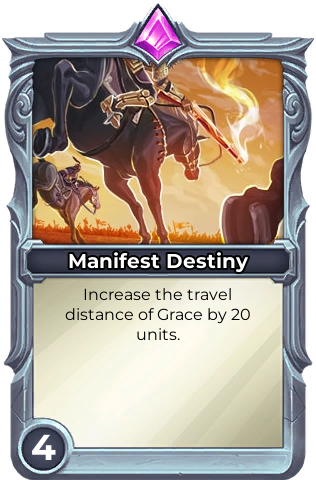 Manifest Destiny
Increase the travel
distance of Grace by 20
units.
4